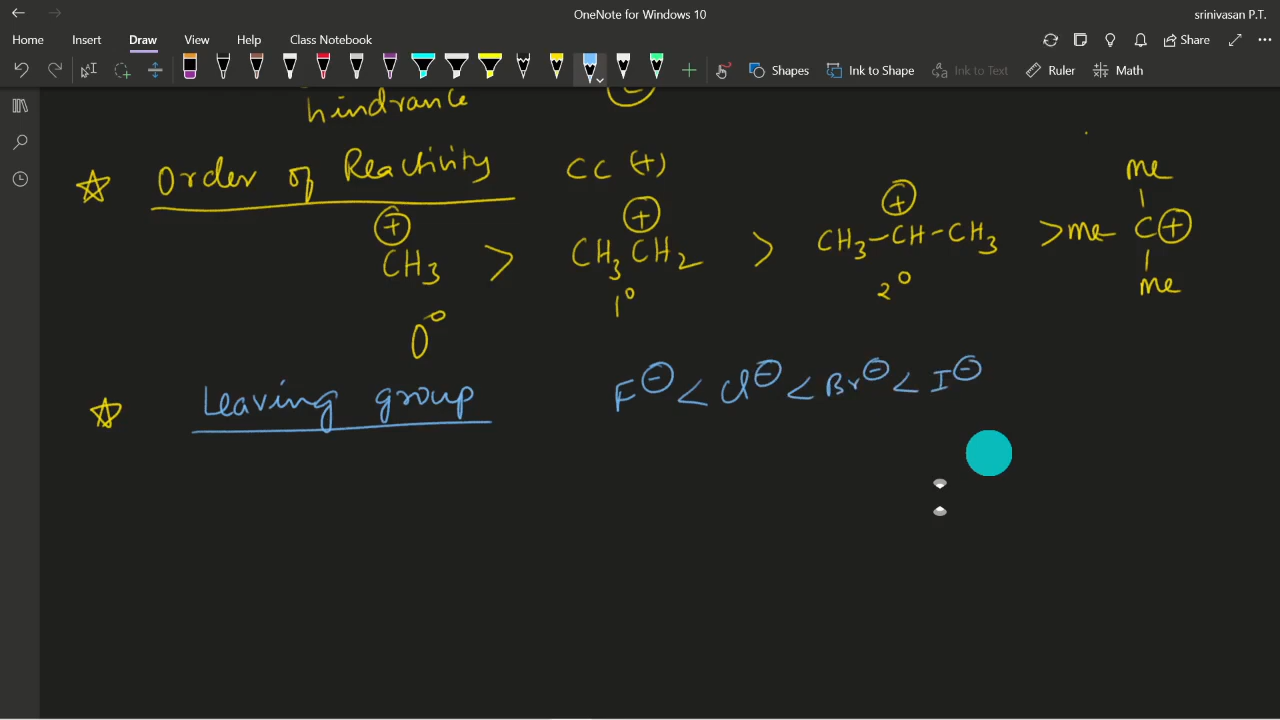 OneNote for Windows 10
srinivasan P.T.
Home Insert Draw View Help Class Notebook Share
Shapes Ink to Shape Ink to Text Ruler Math
hindrance
Order of Reactivity CC (+)
⊕CH3 > CH3⊕CH2 > CH3-⊕CH-CH3 > me-C⊕
me
me
0° 1° 2°
Leaving group F⊖ < Cl⊖ < Br⊖ < I⊖